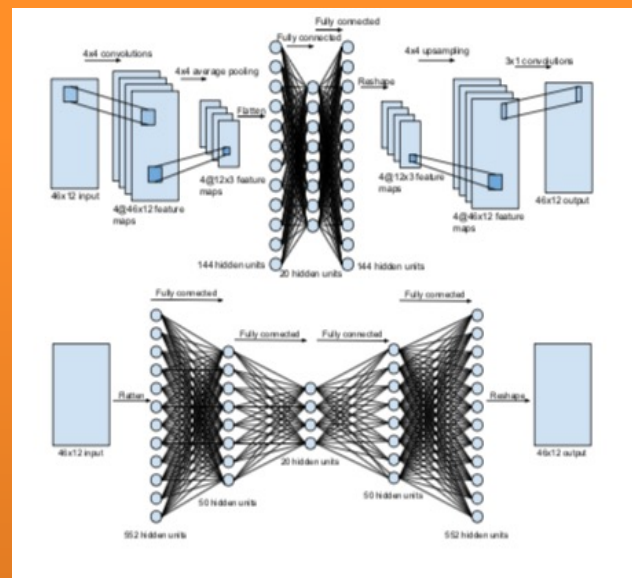 Fully connected
Fully connected
4x4 convolutions
4x4 average pooling
4x4 upsampling
3x1 convolutions
Flatten
Reshape
46x12 input
4@46x12 feature
maps
4@12x3 feature
maps
4@12x3 feature
maps
4@46x12 feature
maps
46x12 output
144 hidden units
20 hidden units
144 hidden units
Fully connected
Fully connected
Fully connected
Fully connected
Flatten
Reshape
46x12 input
46x12 output
20 hidden units
50 hidden units
50 hidden units
552 hidden units
552 hidden units